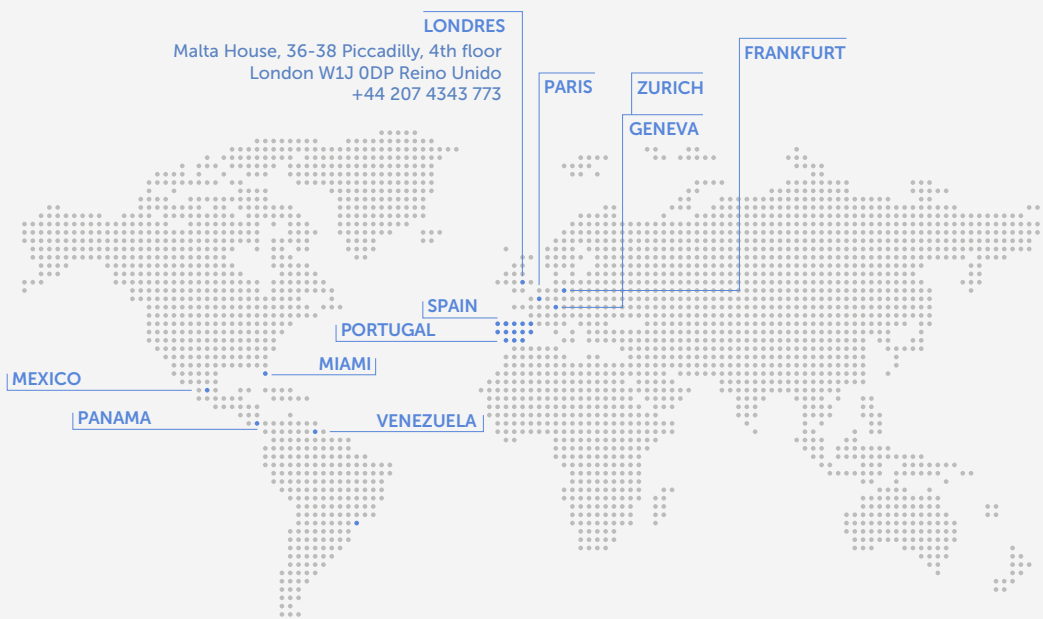 LONDRES
Malta House, 36-38 Piccadilly, 4th floor
London W1J 0DP Reino Unido
+44 207 4343 773
FRANKFURT
PARIS
ZURICH
GENEVA
SPAIN
PORTUGAL
MIAMI
MEXICO
PANAMA
VENEZUELA